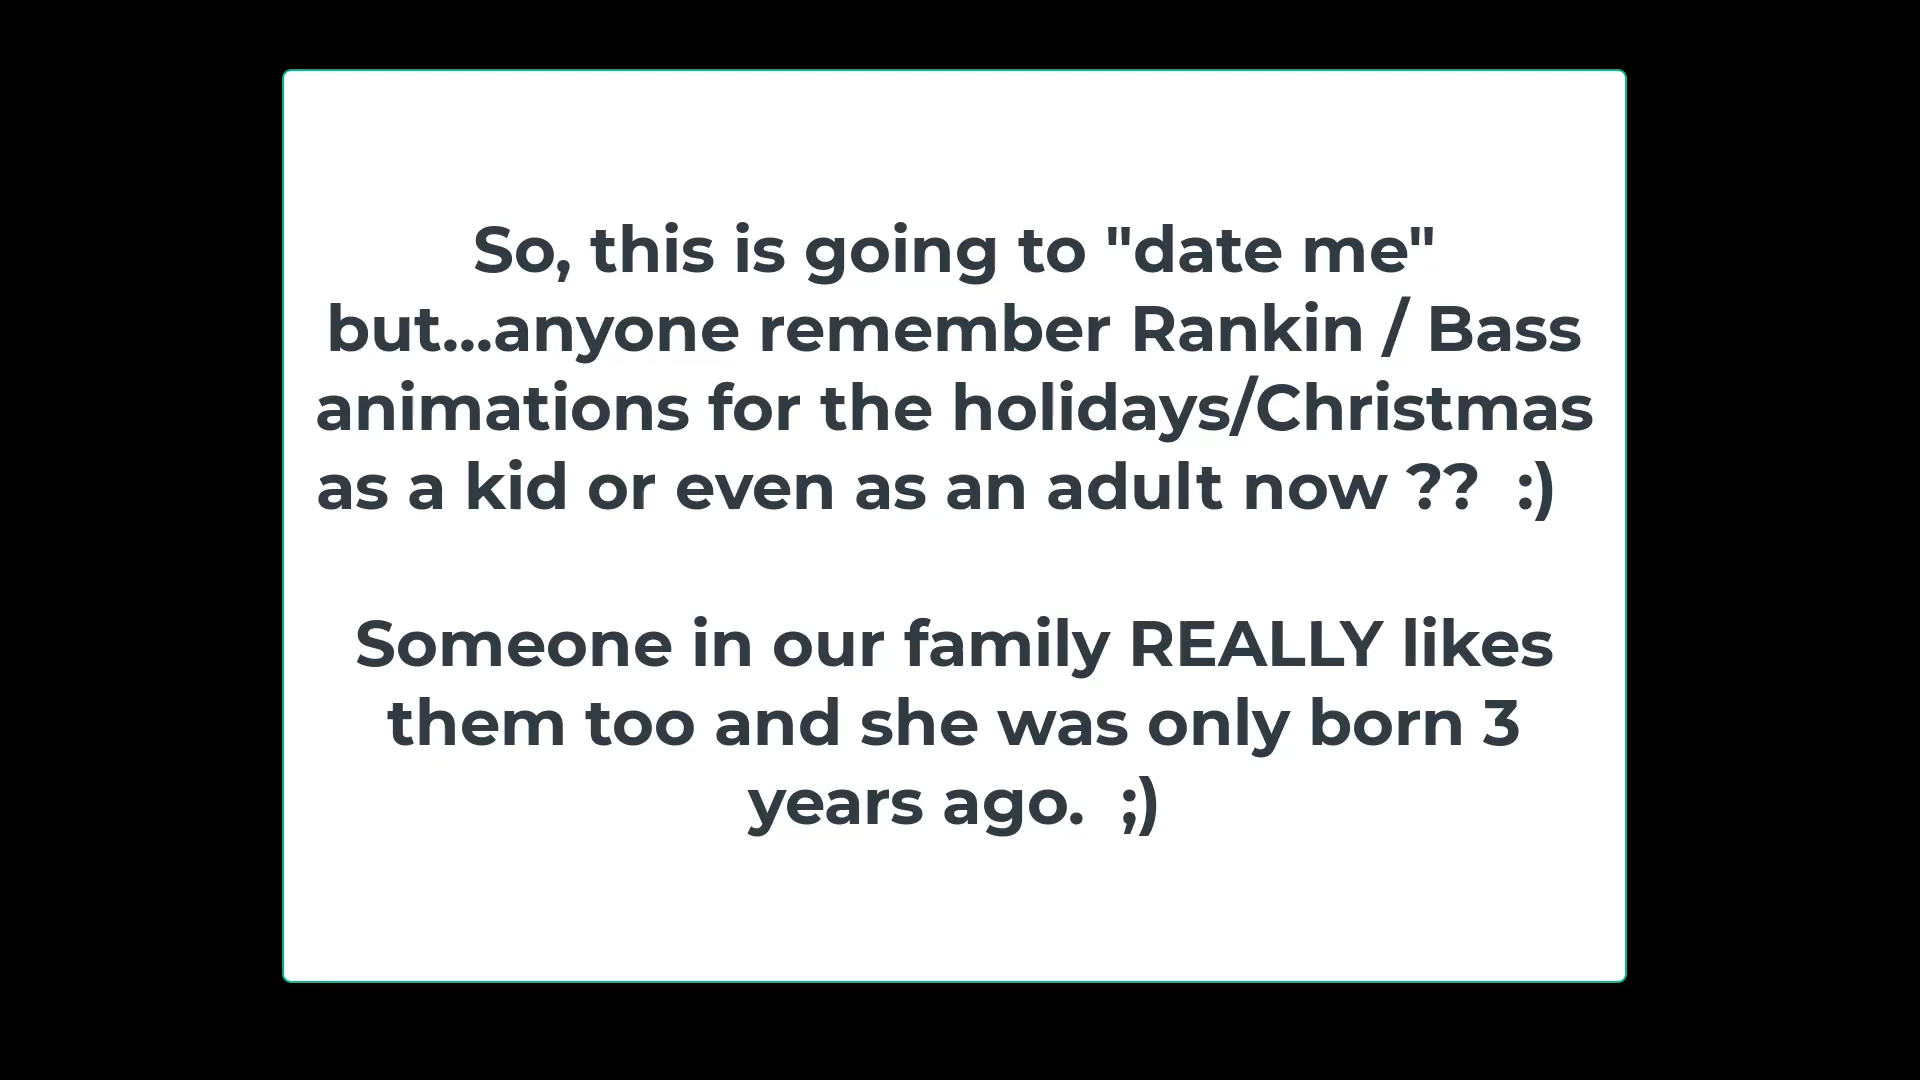 So, this is going to "date me"
but...anyone remember Rankin / Bass
animations for the holidays/Christmas
as a kid or even as an adult now ??  :)
Someone in our family REALLY likes
them too and she was only born 3
years ago.  ;)